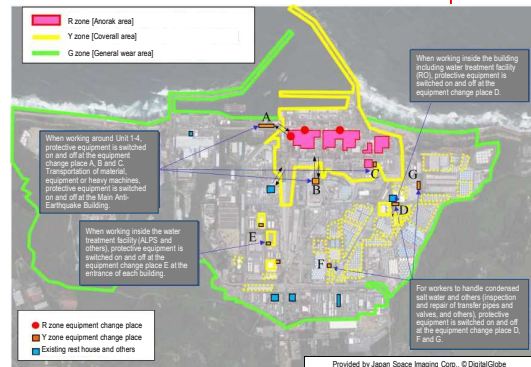 R zone [Anorak area]
Y zone [Coverall area]
G zone [General wear area]
When working inside the
building including water
treatment facility
(RO), protective equipment is
switched on and off at the
equipment change place D.
A
When working around Unit 1-4,
protective equipment is switched
on and off at the equipment
change place A, B and C.
Transportation of material,
equipment or heavy machines,
protective equipment is switched
on and off at the Main Anti-
Earthquake Building.
B
C
G
D
When working inside the water
treatment facility (ALPS and
others), protective equipment is
switched on and off at the
equipment change place E at the
entrance of each building.
E
F
For workers to handle condensed
salt water and others (inspection
and repair of transfer pipes and
valves, and others), protective
equipment is switched on and
off at the equipment change place D,
F and G.
R zone equipment change place
Y zone equipment change place
Existing rest house and others
Provided by Japan Space Imaging Corp., © DigitalGlobe